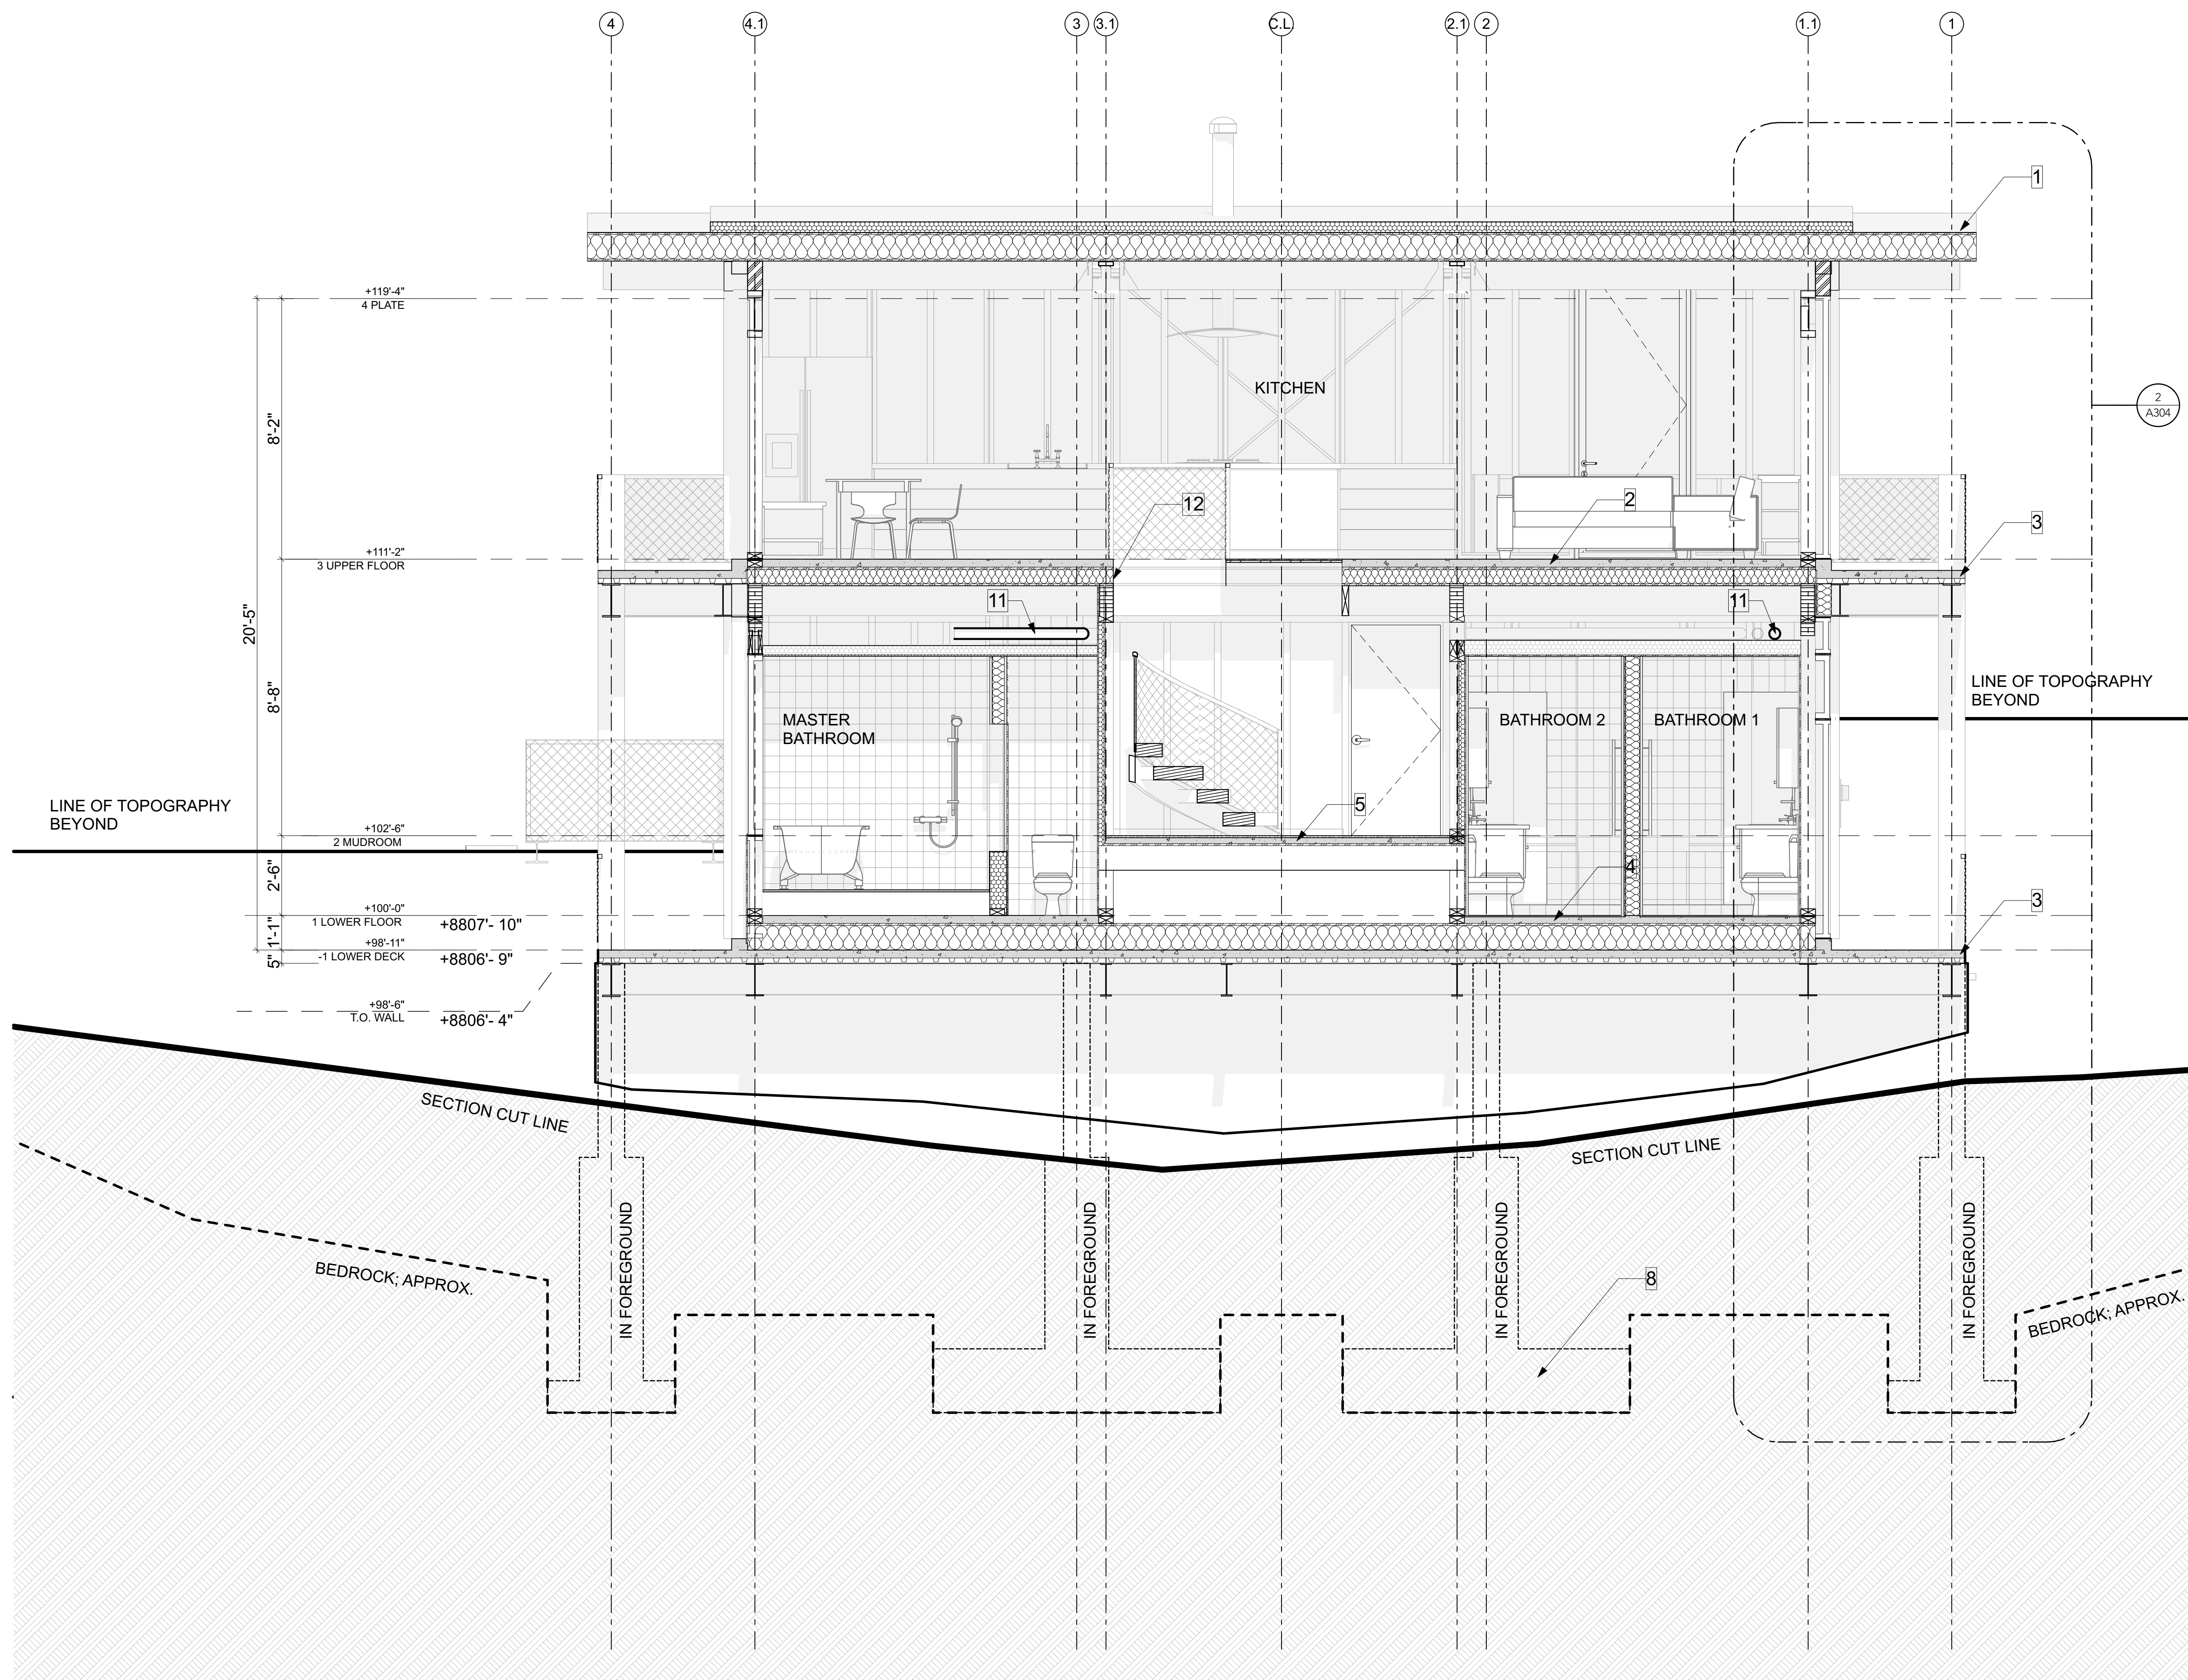 4
4.1
3
3.1
C.L.
2.1
2
1.1
1
1
+119'-4"
4 PLATE
KITCHEN
2
A304
8'-2"
12
2
3
+111'-2"
3 UPPER FLOOR
11
11
20'-5"
8'-8"
LINE OF TOPOGRAPHY
BEYOND
MASTER
BATHROOM
BATHROOM 2
BATHROOM 1
LINE OF TOPOGRAPHY
BEYOND
5
+102'-6"
2 MUDROOM
4
2'-6"
3
+100'-0"
1 LOWER FLOOR
+8807'- 10"
1'-1"
+98'-11"
-1 LOWER DECK
+8806'- 9"
5"
+98'-6"
T.O. WALL
+8806'- 4"
SECTION CUT LINE
SECTION CUT LINE
IN FOREGROUND
IN FOREGROUND
IN FOREGROUND
IN FOREGROUND
BEDROCK; APPROX.
8
BEDROCK; APPROX.